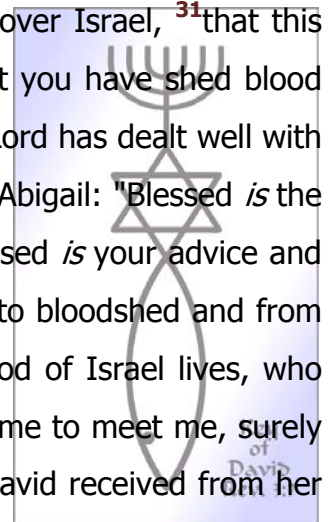 over Israel, 31that this
t you have shed blood
ord has dealt well with
Abigail: "Blessed is the
sed is your advice and
to bloodshed and from
od of Israel lives, who
me to meet me, surely
avid received from her
of
David